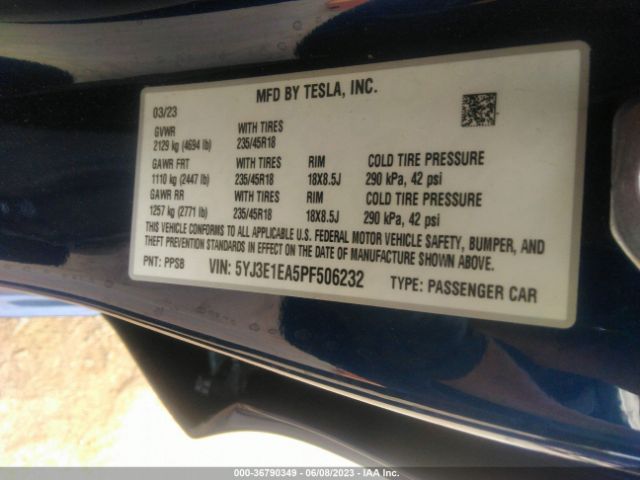 MFD BY TESLA, INC.
03/23
GVWR WITH TIRES
2129 kg (4694 lb) 235/45R18
GAWR FRT WITH TIRES RIM COLD TIRE PRESSURE
1110 kg (2447 lb) 235/45R18 18X8.5J 290 kPa, 42 psi
GAWR RR WITH TIRES RIM COLD TIRE PRESSURE
1257 kg (2771 lb) 235/45R18 18X8.5J 290 kPa, 42 psi
THIS VEHICLE CONFORMS TO ALL APPLICABLE U.S. FEDERAL MOTOR VEHICLE SAFETY, BUMPER, AND
THEFT PREVENTION STANDARDS IN EFFECT ON THE DATE OF MANUFACTURE SHOWN ABOVE.
PNT: PPSB VIN: 5YJ3E1EA5PF506232 TYPE: PASSENGER CAR
000-36790349 - 06/08/2023 - IAA Inc.